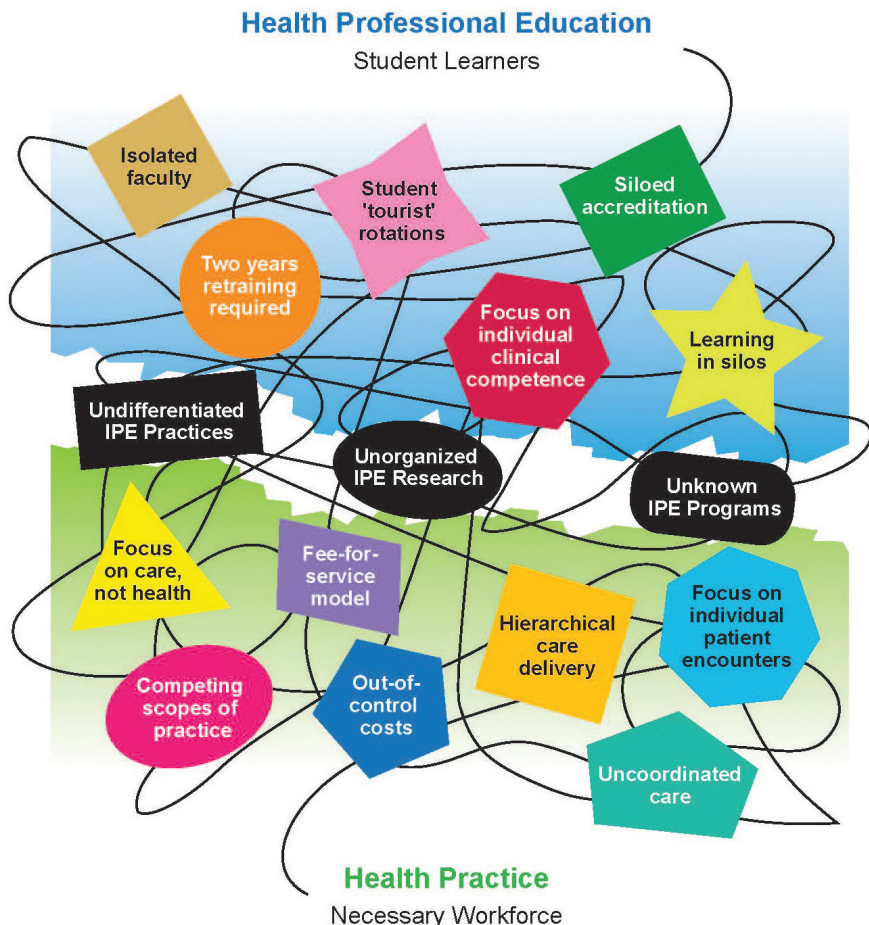 Health Professional Education
Student Learners
Isolated
faculty
Student
'tourist'
rotations
Siloed
accreditation
Two years
retraining
required
Focus on
individual
clinical
competence
Learning
in silos
Undifferentiated
IPE Practices
Unorganized
IPE Research
Unknown
IPE Programs
Focus
on care,
not health
Fee-for-
service
model
Hierarchical
care
delivery
Focus on
individual
patient
encounters
Competing
scopes of
practice
Out-of-
control
costs
Uncoordinated
care
Health Practice
Necessary Workforce